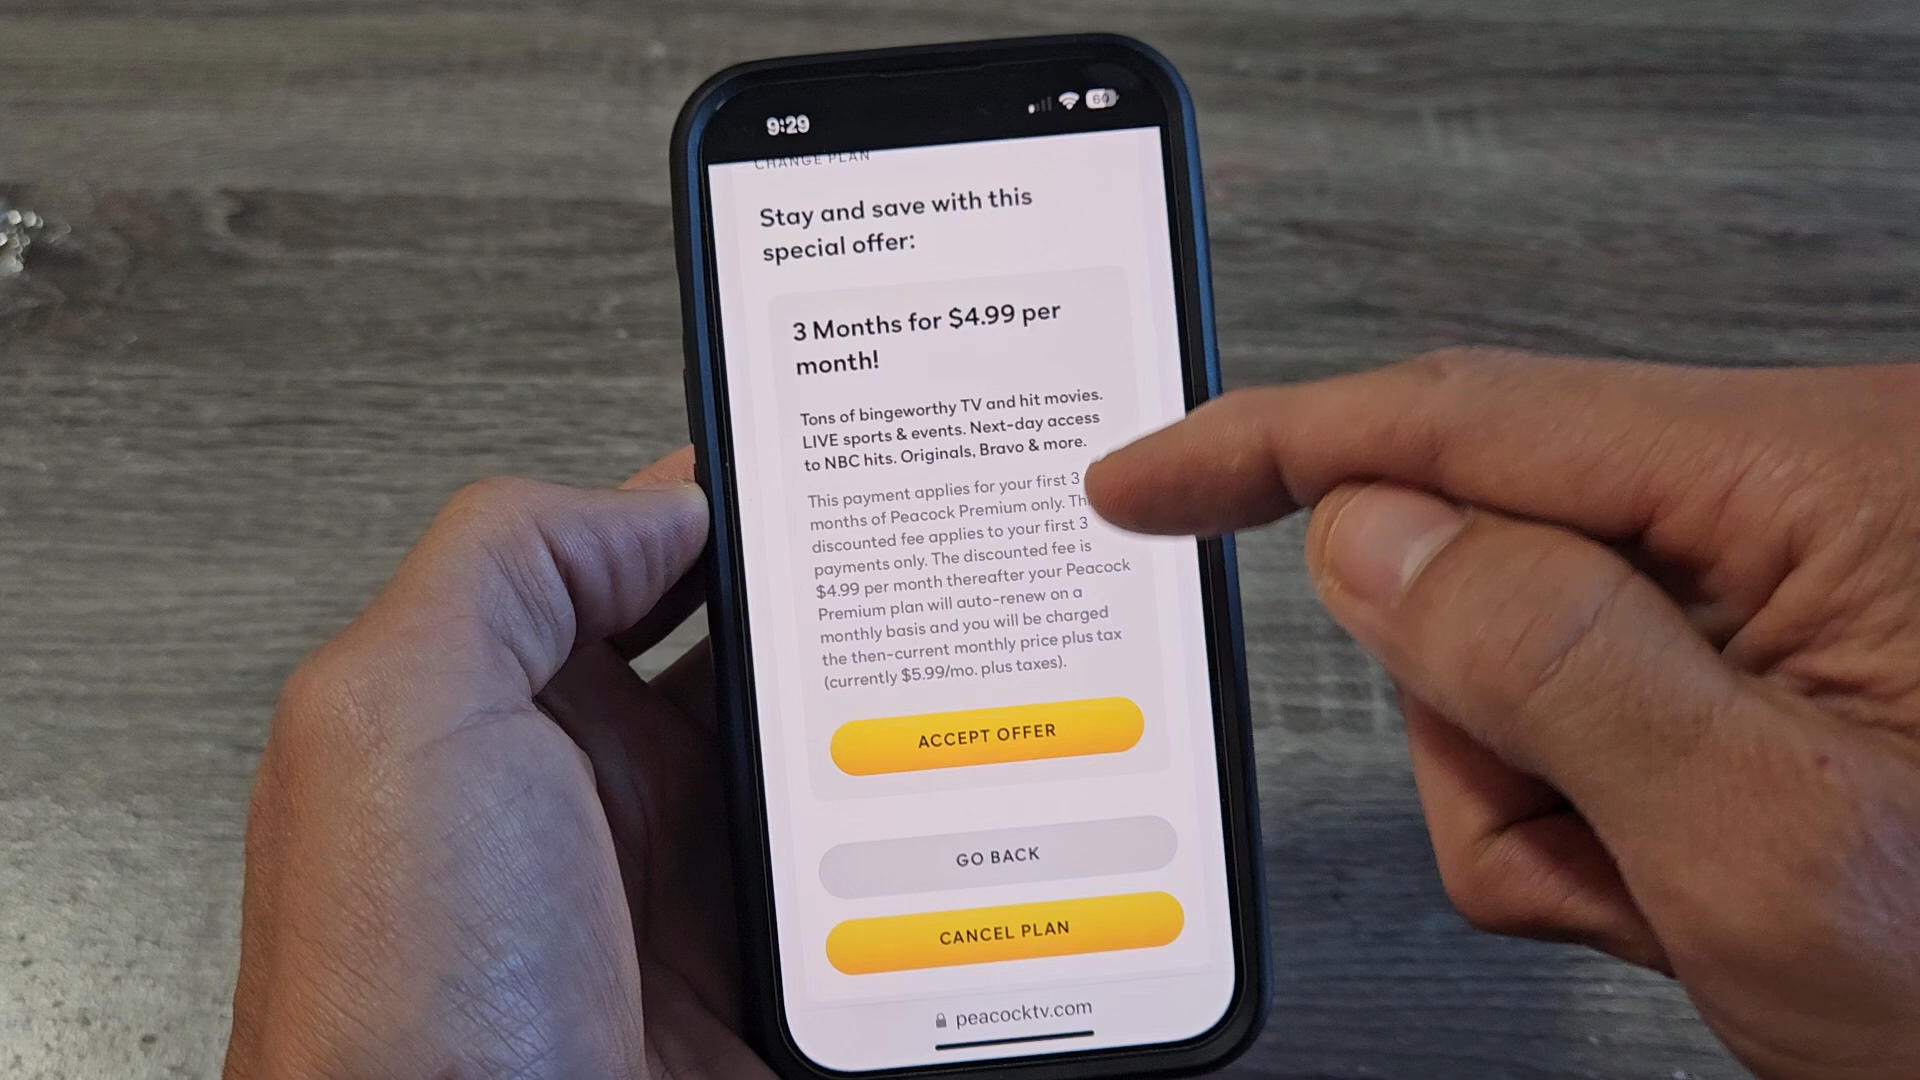 9:29
60
CHANGE PLAN
Stay and save with this
special offer:
3 Months for $4.99 per
month!
Tons of bingeworthy TV and hit movies.
LIVE sports & events. Next-day access
to NBC hits. Originals, Bravo & more.
This payment applies for your first 3
months of Peacock Premium only.
discounted fee applies to your first 3
payments only. The discounted fee is
$4.99 per month thereafter your Peacock
Premium plan will auto-renew on a
monthly basis and you will be charged
the then-current monthly price plus tax
(currently $5.99/mo. plus taxes).
ACCEPT OFFER
GO BACK
CANCEL PLAN
peacocktv.com